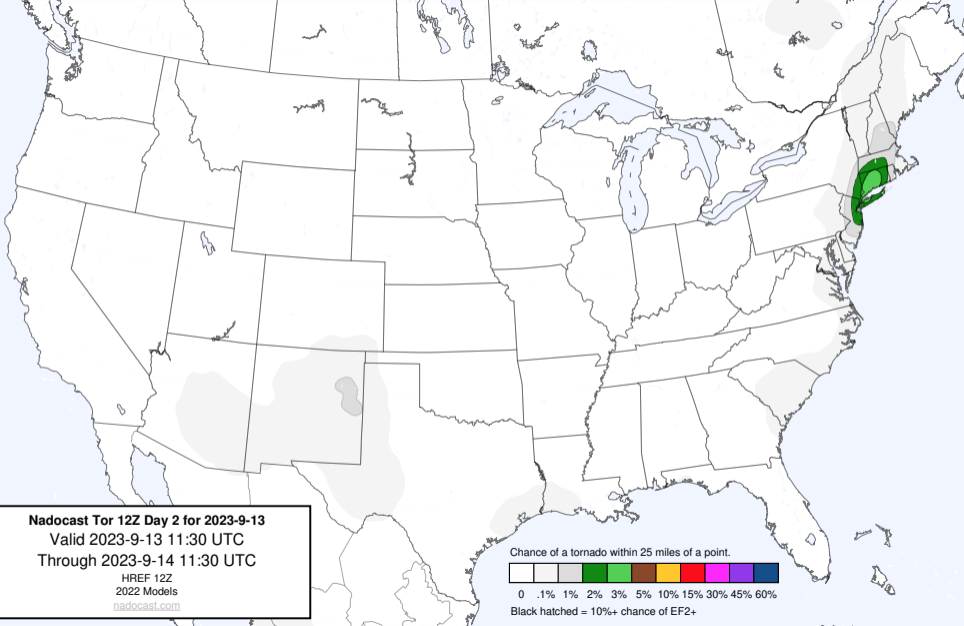 Nadocast Tor 12Z Day 2 for 2023-9-13
Valid 2023-9-13 11:30 UTC
Through 2023-9-14 11:30 UTC
HREF 12Z
2022 Models
nadocast.com
Chance of a tornado within 25 miles of a point.
0 .1% 1% 2% 3% 5% 10% 15% 30% 45% 60%
Black hatched = 10%+ chance of EF2+